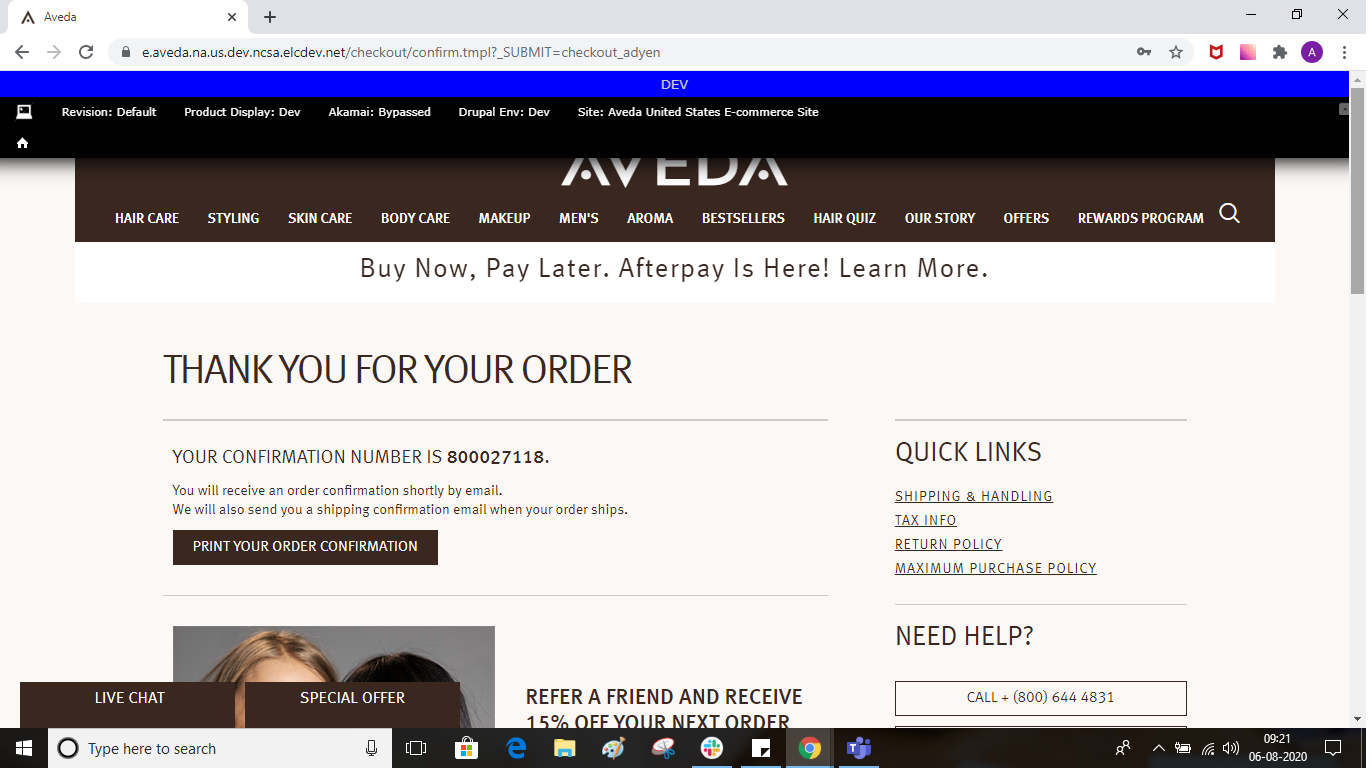 Aveda
e.aveda.na.us.dev.ncsa.elcdev.net/checkout/confirm.tmpl?_SUBMIT=checkout_adyen
A
DEV
Revision: Default Product Display: Dev Akamai: Bypassed Drupal Env: Dev Site: Aveda United States E-commerce Site
AVEDA
HAIR CARE STYLING SKIN CARE BODY CARE MAKEUP MEN'S AROMA BESTSELLERS HAIR QUIZ OUR STORY OFFERS REWARDS PROGRAM
Buy Now, Pay Later. Afterpay Is Here! Learn More.
THANK YOU FOR YOUR ORDER
YOUR CONFIRMATION NUMBER IS 800027118.
You will receive an order confirmation shortly by email.
We will also send you a shipping confirmation email when your order ships.
PRINT YOUR ORDER CONFIRMATION
QUICK LINKS
SHIPPING & HANDLING
TAX INFO
RETURN POLICY
MAXIMUM PURCHASE POLICY
NEED HELP?
CALL + (800) 644 4831
REFER A FRIEND AND RECEIVE
15% OFF YOUR NEXT ORDER
LIVE CHAT SPECIAL OFFER
Type here to search
09:21
06-08-2020